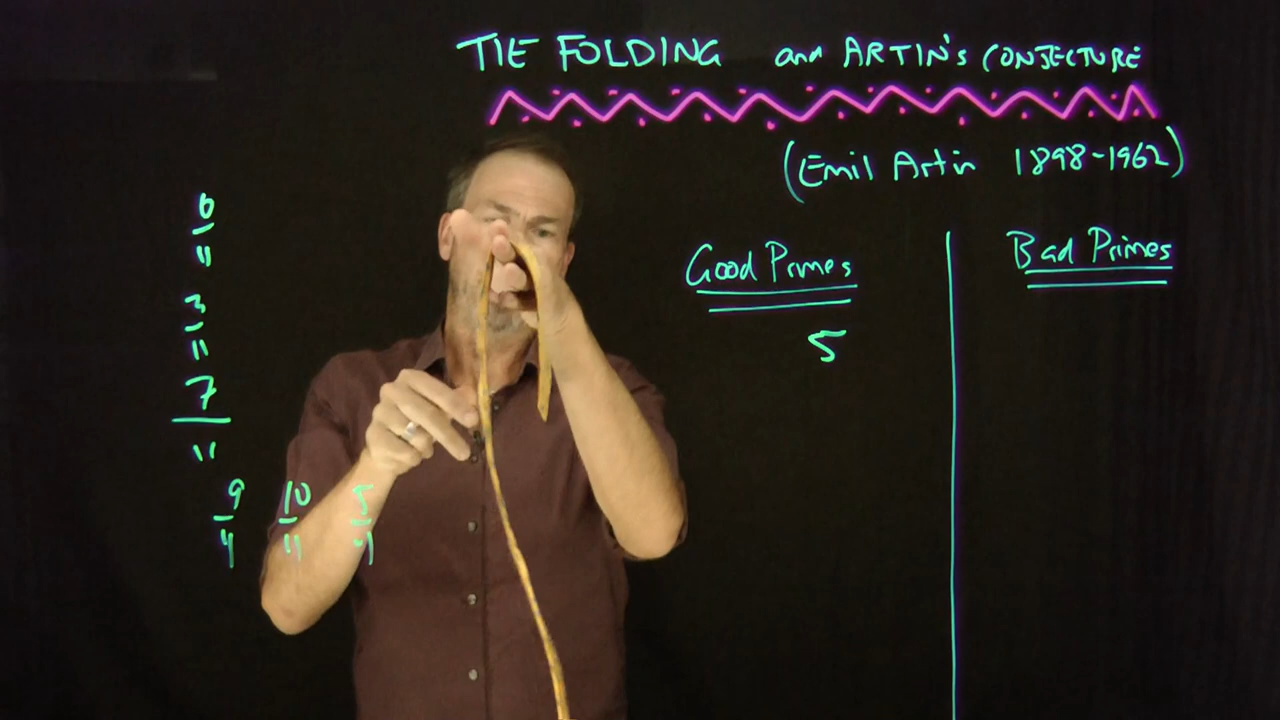 TIE FOLDING and ARTIN's CONJECTURE
(Emil Artin 1898-1962)
Good Primes
Bad Primes
5
6
11
3
11
7
11
9 10 5
11 11 11